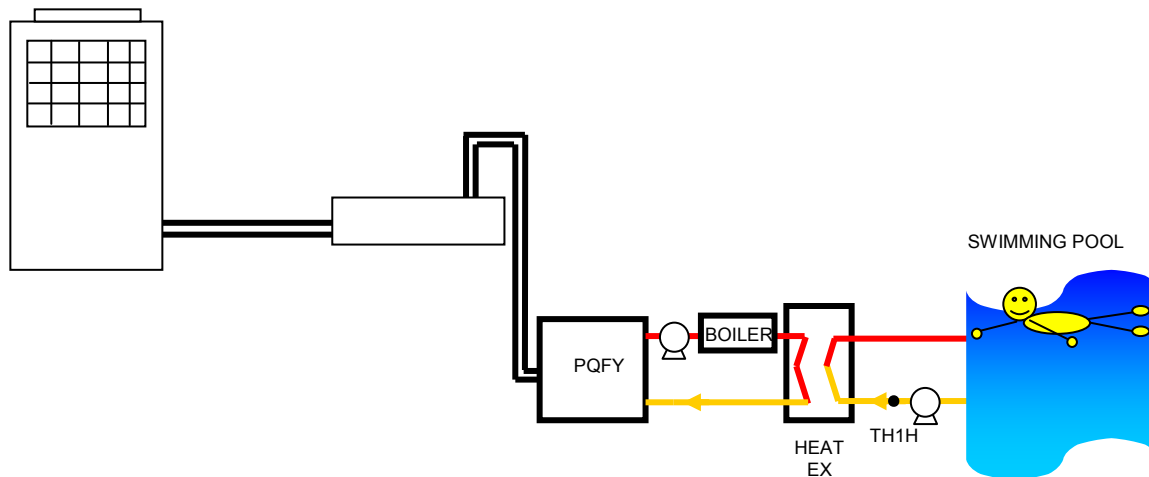 SWIMMING POOL
BOILER
PQFY
TH1H
HEAT
EX